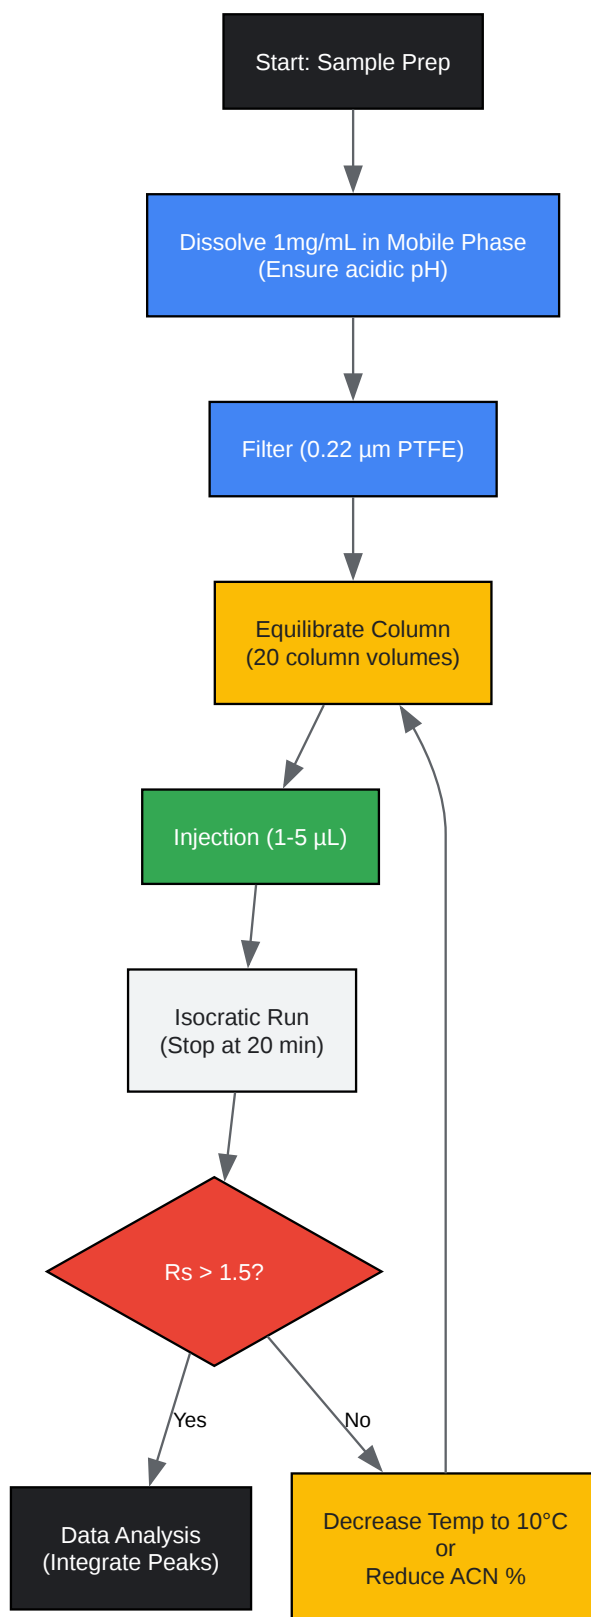 Start: Sample Prep
Dissolve 1mg/mL in Mobile Phase
(Ensure acidic pH)
Filter (0.22 µm PTFE)
Equilibrate Column
(20 column volumes)
Injection (1-5 µL)
Isocratic Run
(Stop at 20 min)
Rs > 1.5?
Yes
No
Data Analysis
(Integrate Peaks)
Decrease Temp to 10°C
or
Reduce ACN %